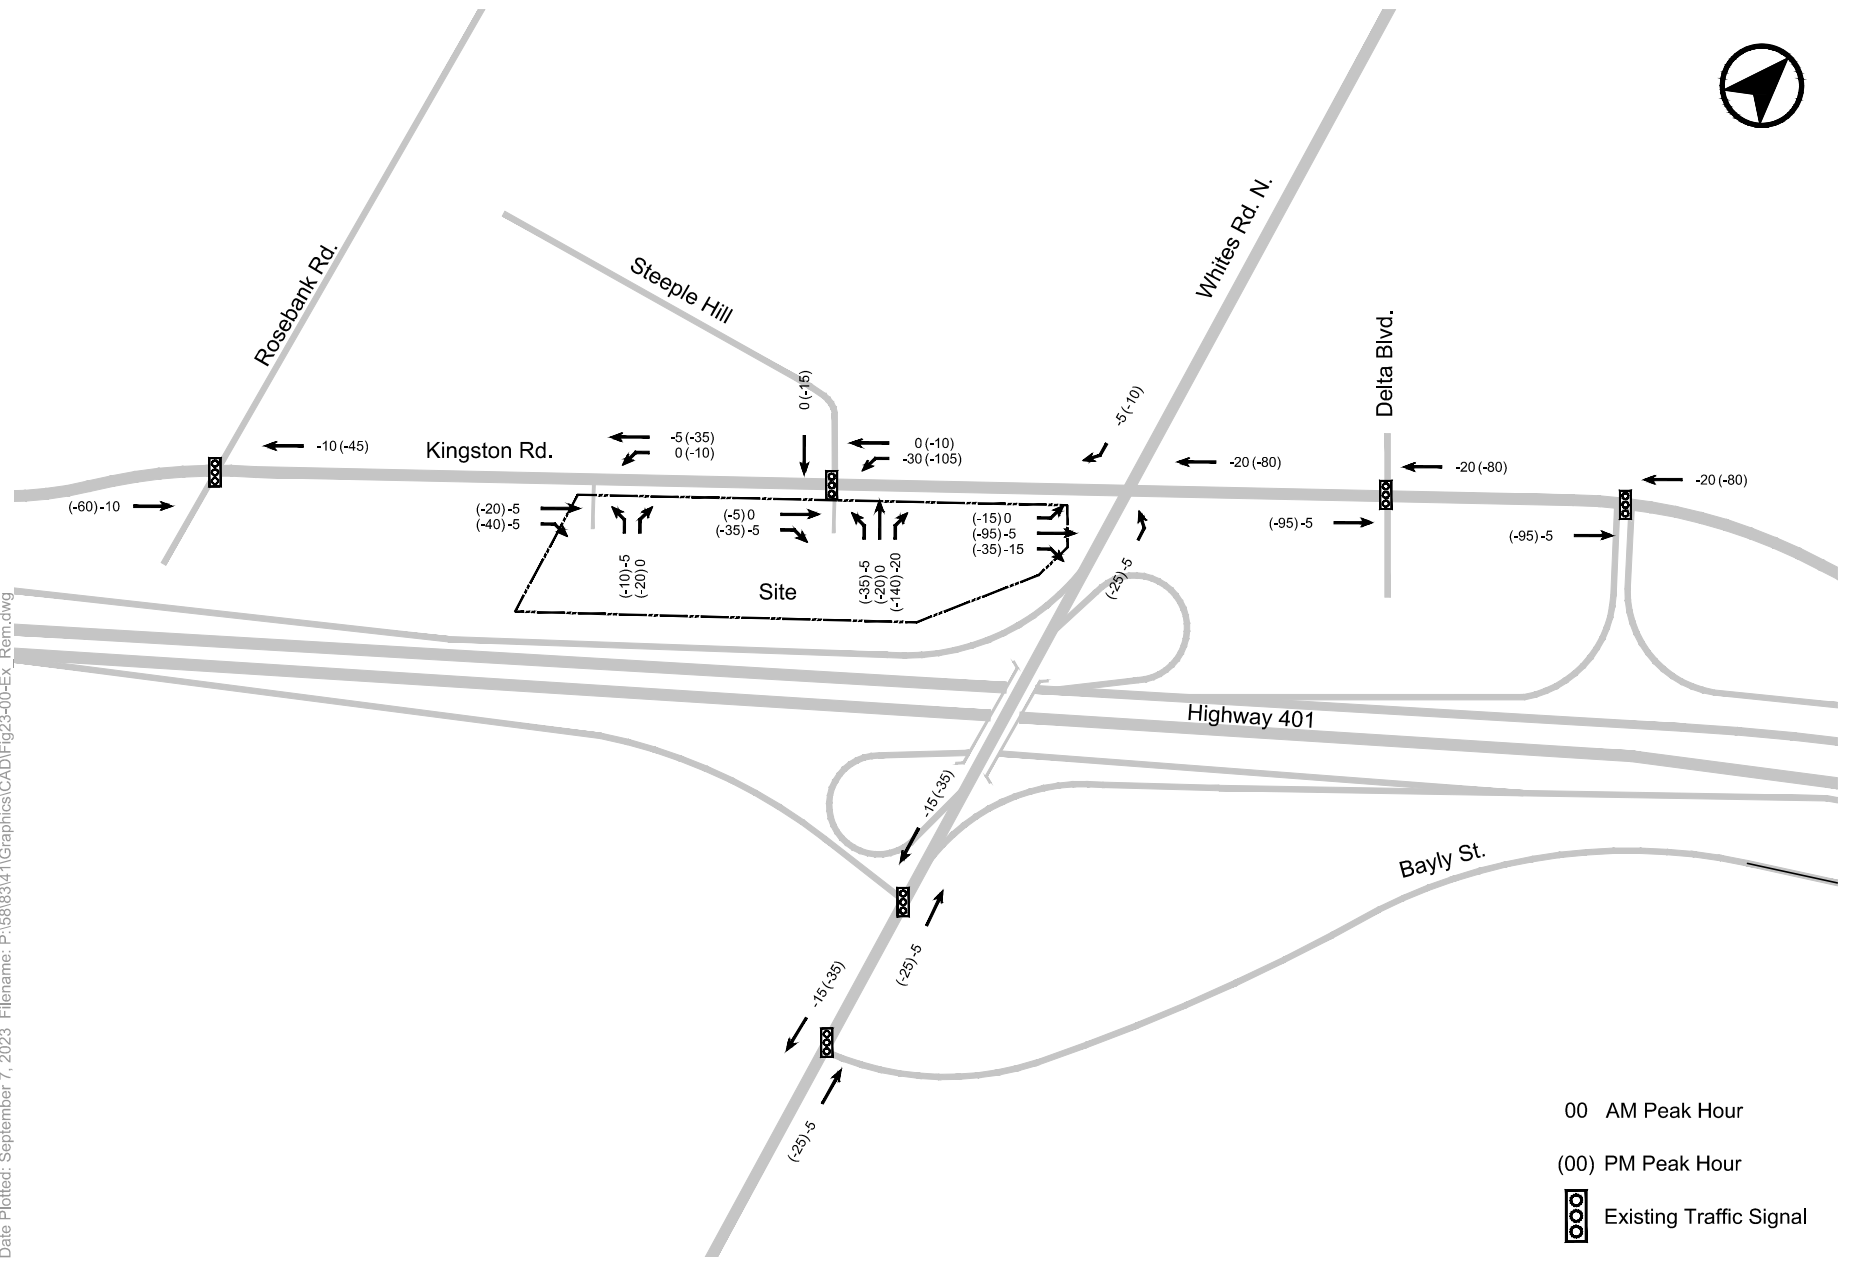 Whites Rd. N.
Rosebank Rd.
Steeple Hill
Delta Blvd.
0 (-15)
-5 (-10)
-10 (-45)
Kingston Rd.
-5 (-35)
0 (-10)
0 (-10)
-30 (-105)
-20 (-80)
-20 (-80)
-20 (-80)
(-60) -10
(-20) -5
(-40) -5
(-5) 0
(-35) -5
(-15) 0
(-95) -5
(-35) -15
(-95) -5
(-95) -5
(-10) -5
(-20) 0
Site
(-35) -5
(-20) 0
(-140) -20
(-25) -5
Highway 401
-15 (-35)
Bayly St.
(-25) -5
-15 (-35)
(-25) -5
00 AM Peak Hour
(00) PM Peak Hour
Existing Traffic Signal
Date Plotted: September 7, 2023 Filename: P:\58\83\41\Graphics\CAD\Fig23-00-Ex_Rem.dwg